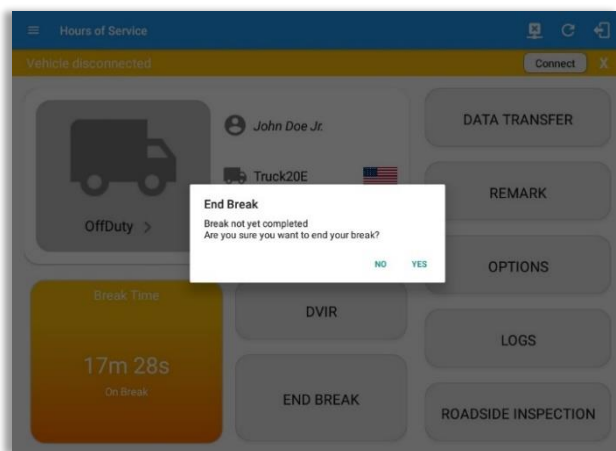 Hours of Service
Vehicle disconnected
Connect
X
John Doe Jr.
Truck20E
OffDuty >
DATA TRANSFER
REMARK
OPTIONS
LOGS
ROADSIDE INSPECTION
End Break
Break not yet completed
Are you sure you want to end your break?
NO YES
Break Time
17m 28s
On Break
DVIR
END BREAK